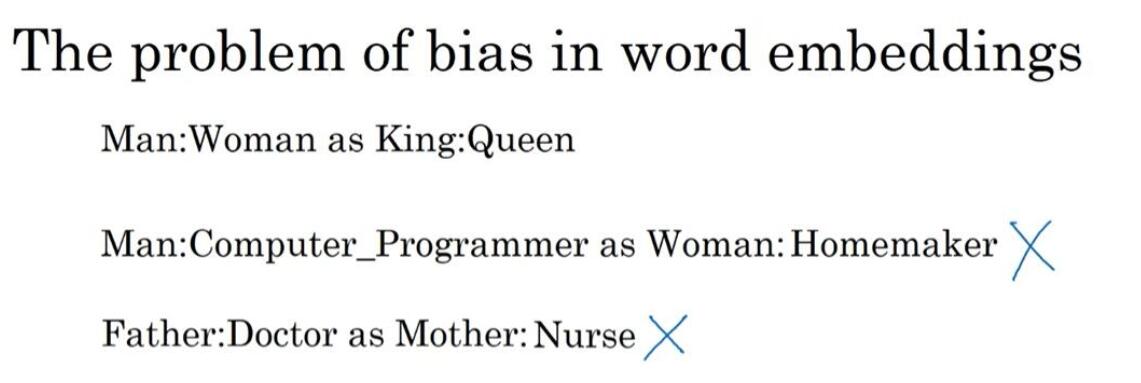 The problem of bias in word embeddings
Man:Woman as King:Queen
Man:Computer_Programmer as Woman:Homemaker
Father:Doctor as Mother:Nurse